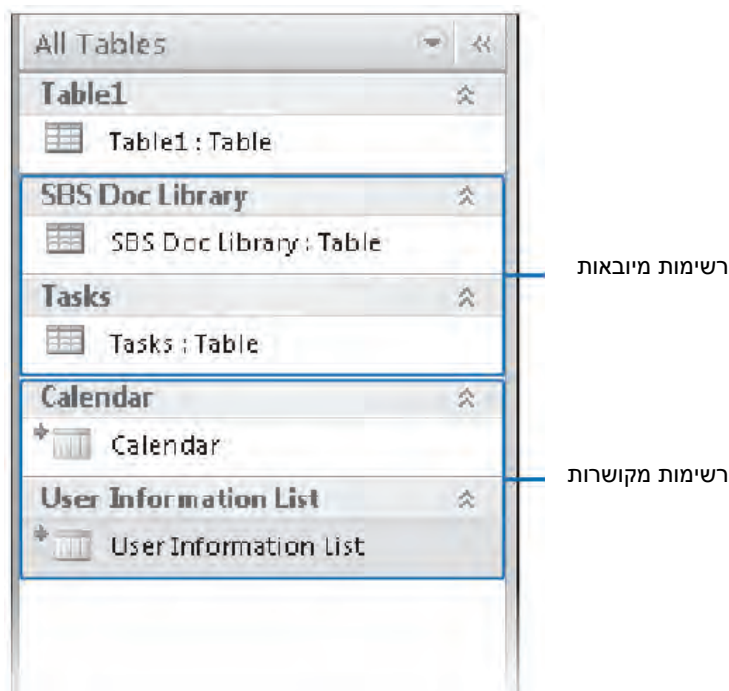 All Tables
Table1
Table1 : Table
SBS Doc Library
SBS Doc Library : Table
רשימות מיובאות
Tasks
Tasks : Table
Calendar
Calendar
רשימות מקושרות
User Information List
User Information List